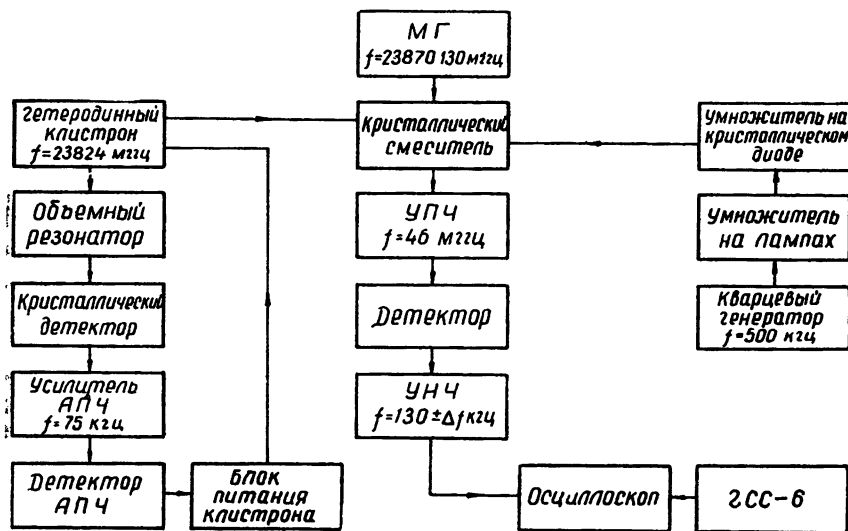 МГ
f=23870 130 мггц
Гетеродинный
клистрон
f=23824 мггц
Кристаллический
смеситель
Умножитель на
кристаллическом
диоде
Объемный
резонатор
УПЧ
f=46 мггц
Умножитель
на лампах
Кристаллический
детектор
Детектор
Кварцевый
генератор
f=500 кгц
Усилитель
АПЧ
f=75 кгц
УНЧ
f=130±Δf кгц
Детектор
АПЧ
блок
питания
клистрона
Осциллоскоп
гсс-6